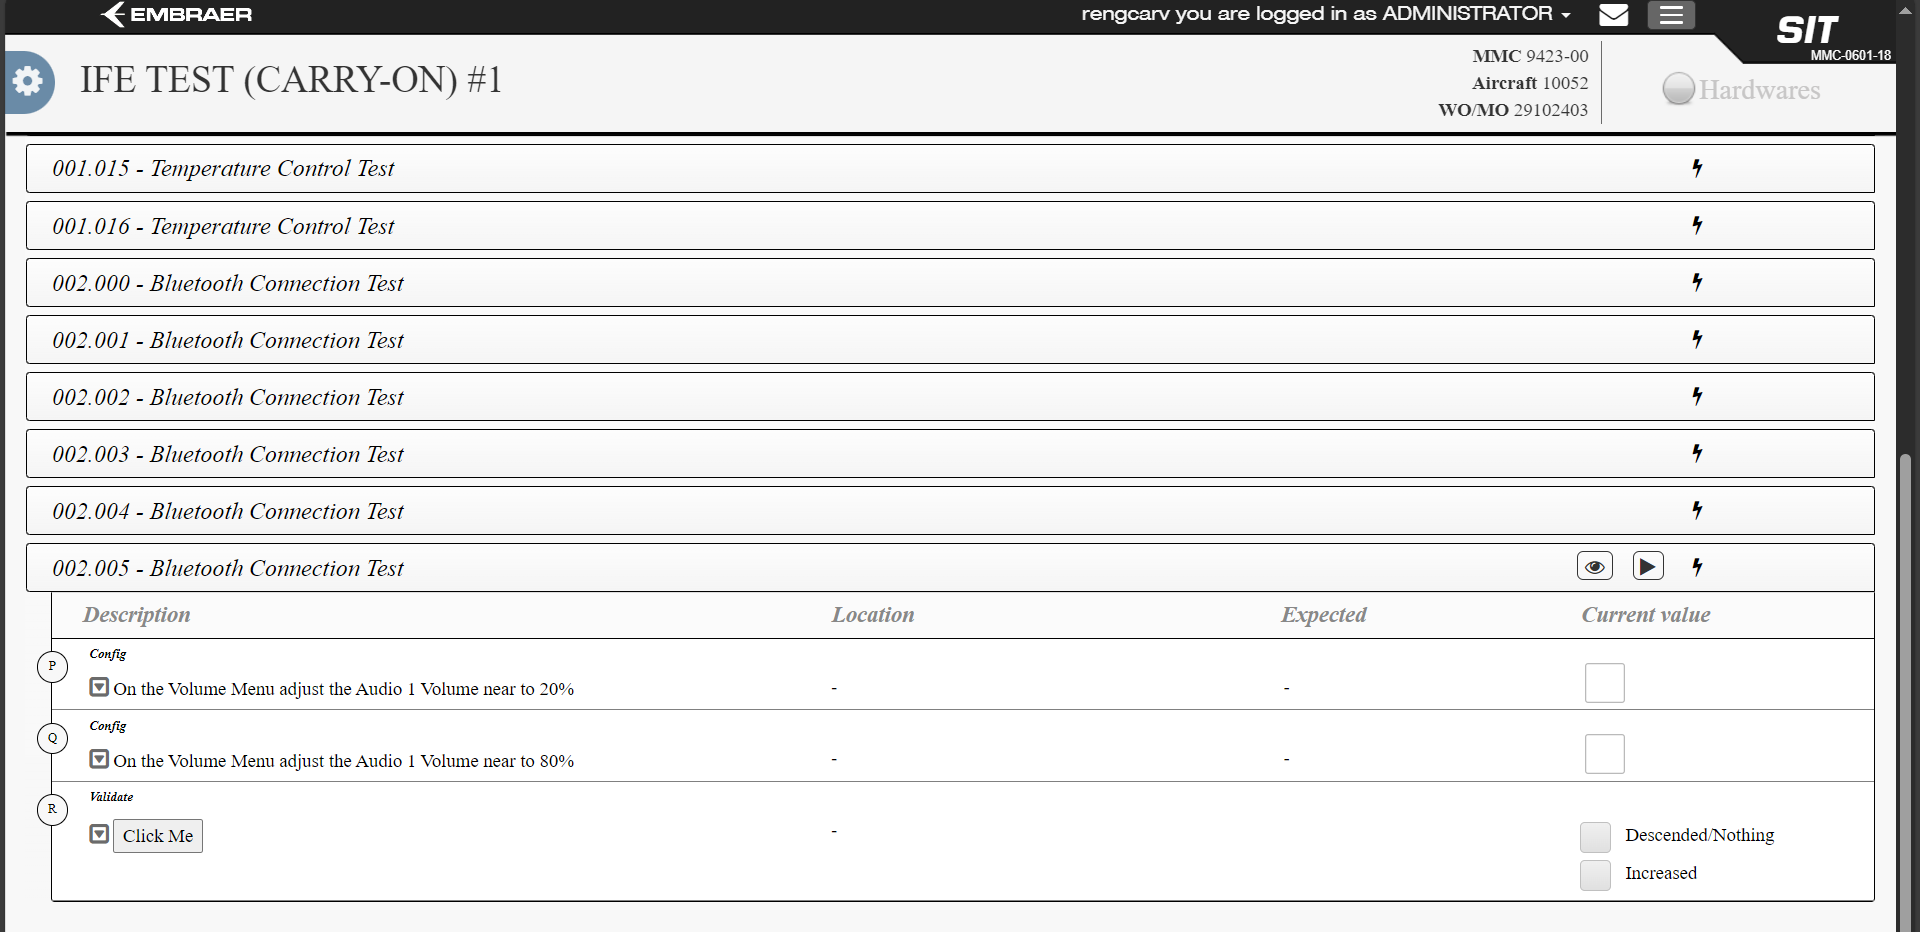 EMBRAER
rengcarv you are logged in as ADMINISTRATOR
SIT
MMC-0601-18
IFE TEST (CARRY-ON) #1
MMC 9423-00
Aircraft 10052
WO/MO 29102403
Hardwares
001.015 - Temperature Control Test
001.016 - Temperature Control Test
002.000 - Bluetooth Connection Test
002.001 - Bluetooth Connection Test
002.002 - Bluetooth Connection Test
002.003 - Bluetooth Connection Test
002.004 - Bluetooth Connection Test
002.005 - Bluetooth Connection Test
Description Location Expected Current value
P
Config
On the Volume Menu adjust the Audio 1 Volume near to 20% - -
Q
Config
On the Volume Menu adjust the Audio 1 Volume near to 80% - -
R
Validate
Click Me -
Descended/Nothing
Increased